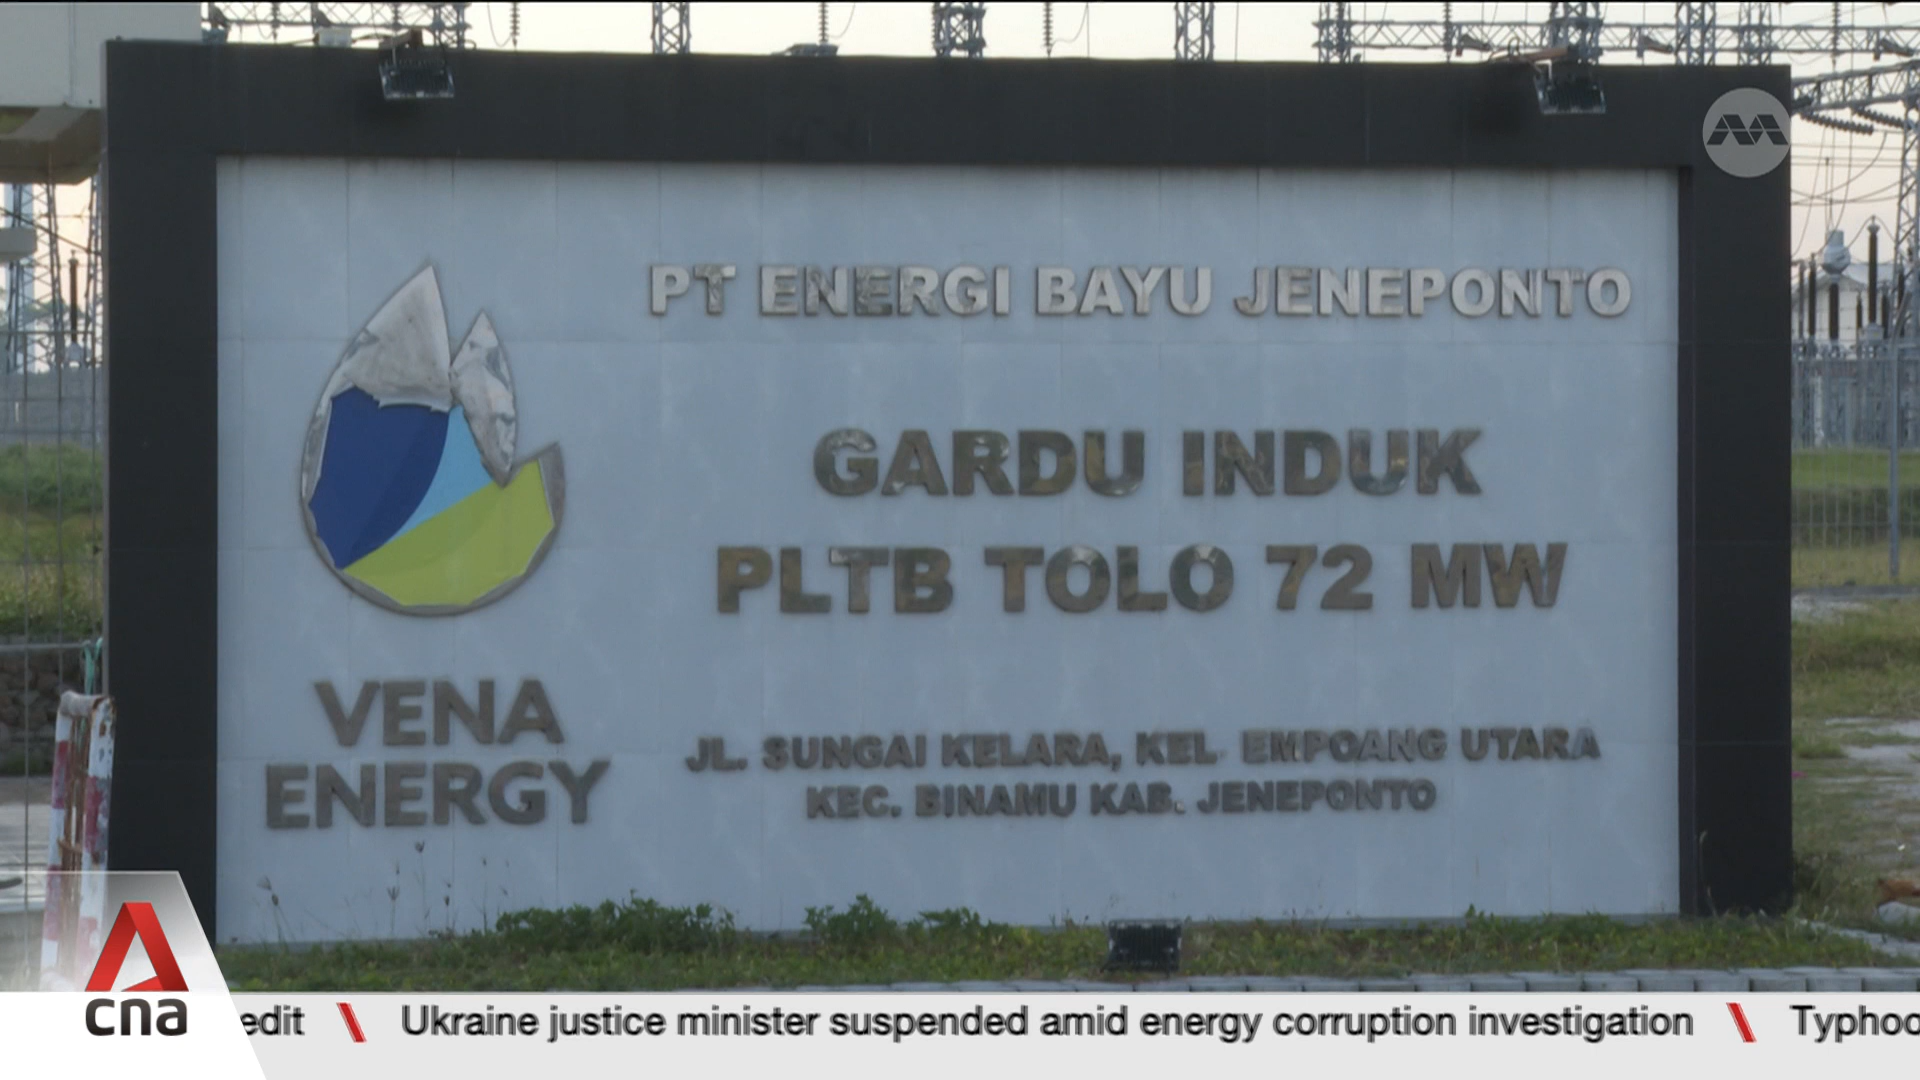 PT ENERGI BAYU JENEPONTO
GARDU INDUK
PLTB TOLO 72 MW
VENA
ENERGY
JL. SUNGAI KELARA, KEL. EMPOANG UTARA
KEC. BINAMU KAB. JENEPONTO
cna
edit \ Ukraine justice minister suspended amid energy corruption investigation \